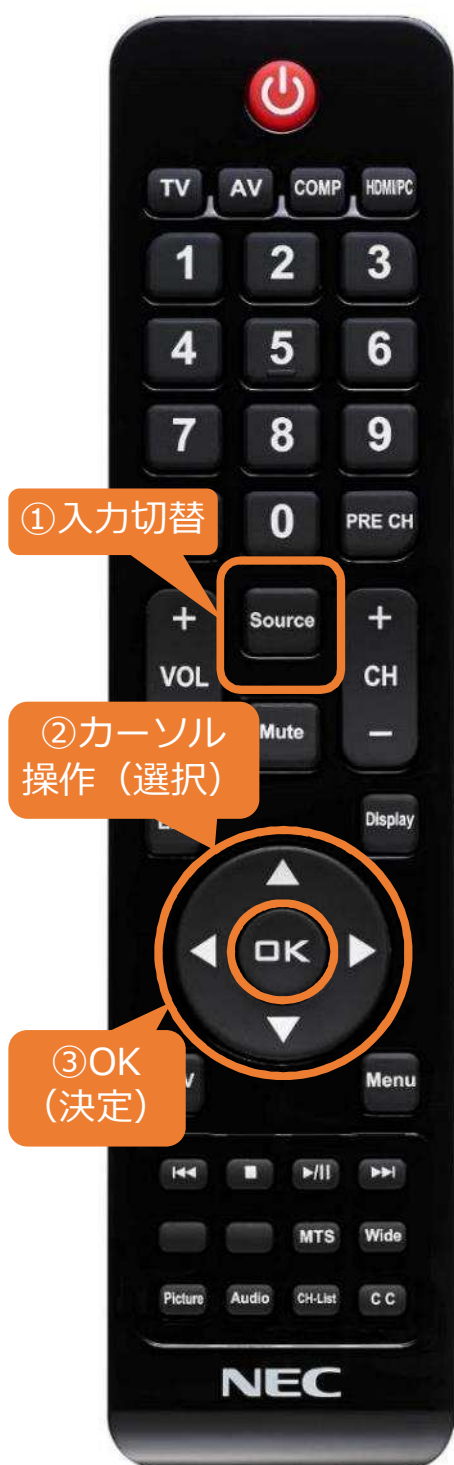 TV AV COMP HDMI/PC
1 2 3
4 5 6
7 8 9
①入力切替
0 PRE CH
+ Source +
VOL CH
Mute −
②カーソル
操作（選択）
Display
OK
③OK
（決定）
Menu
MTS Wide
Picture Audio CH-List C C
NEC